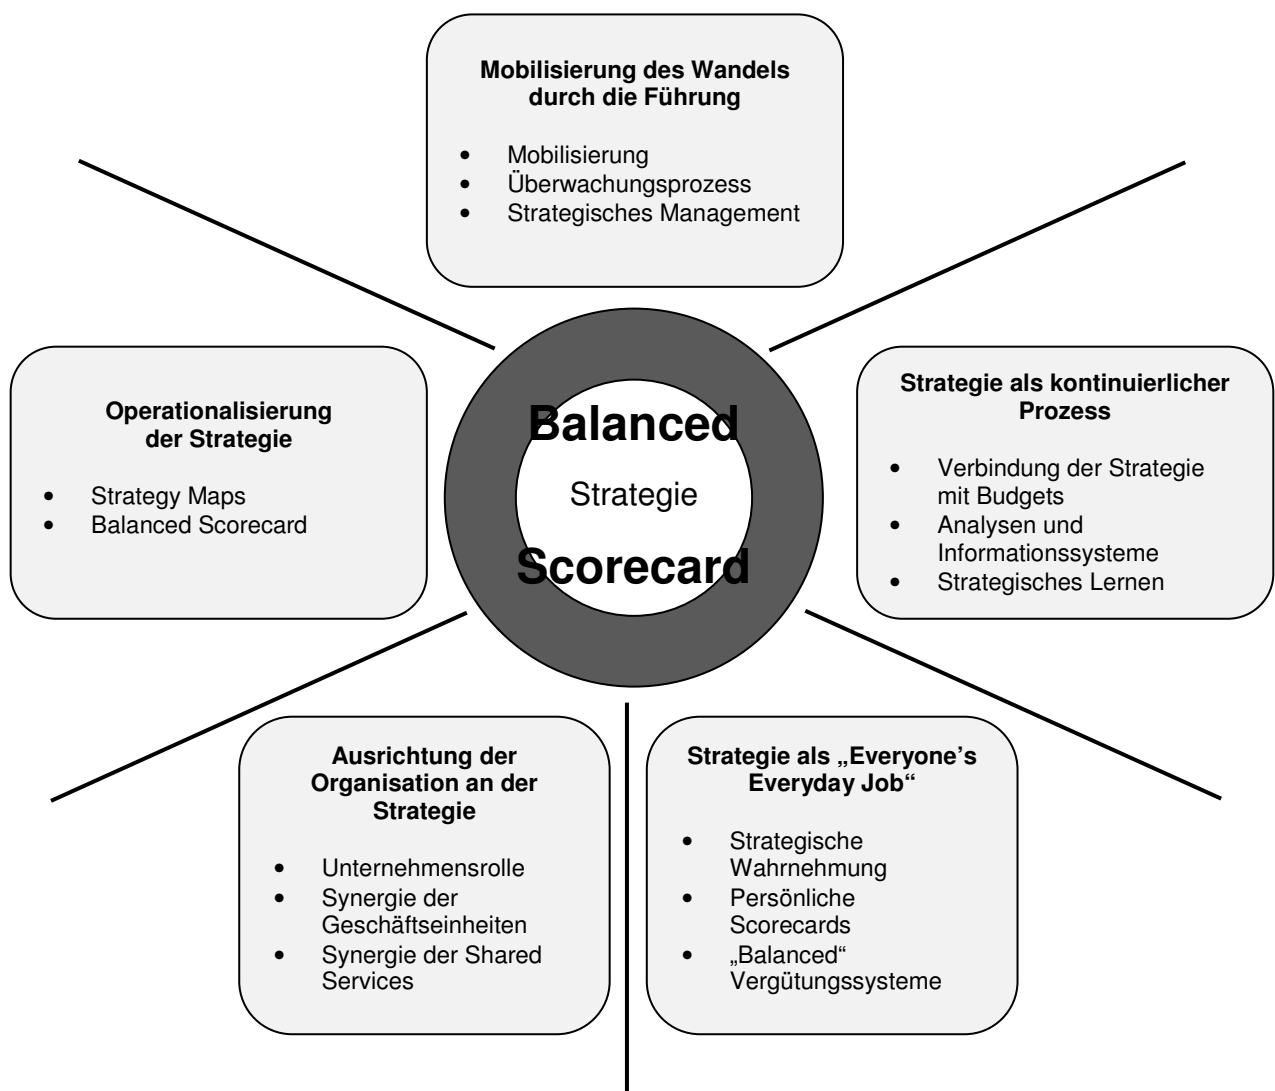 Mobilisierung des Wandels
durch die Führung
• Mobilisierung
• Überwachungsprozess
• Strategisches Management
Operationalisierung
der Strategie
• Strategy Maps
• Balanced Scorecard
Balanced
Strategie
Scorecard
Strategie als kontinuierlicher
Prozess
• Verbindung der Strategie
mit Budgets
• Analysen und
Informationssysteme
• Strategisches Lernen
Ausrichtung der
Organisation an der
Strategie
• Unternehmensrolle
• Synergie der
Geschäftseinheiten
• Synergie der Shared
Services
Strategie als „Everyone’s
Everyday Job“
• Strategische
Wahrnehmung
• Persönliche
Scorecards
• „Balanced“
Vergütungssysteme